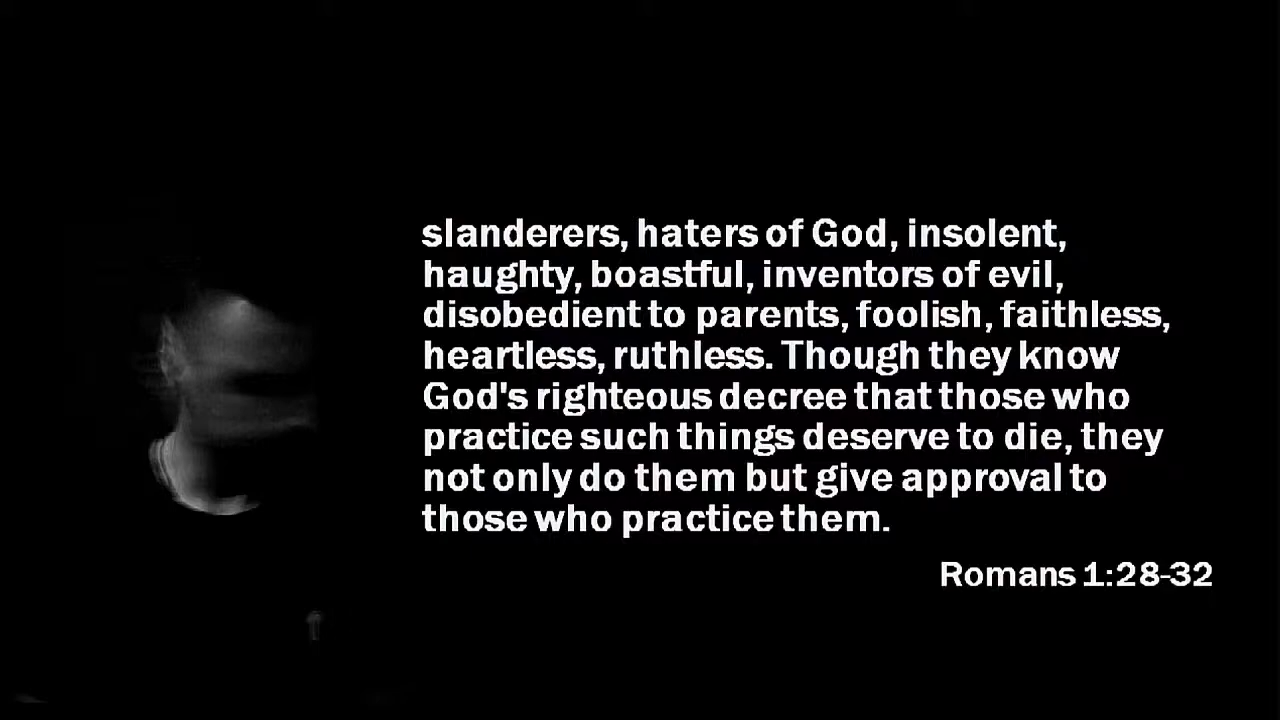 slanderers, haters of God, insolent,
haughty, boastful, inventors of evil,
disobedient to parents, foolish, faithless,
heartless, ruthless. Though they know
God's righteous decree that those who
practice such things deserve to die, they
not only do them but give approval to
those who practice them.
Romans 1:28-32